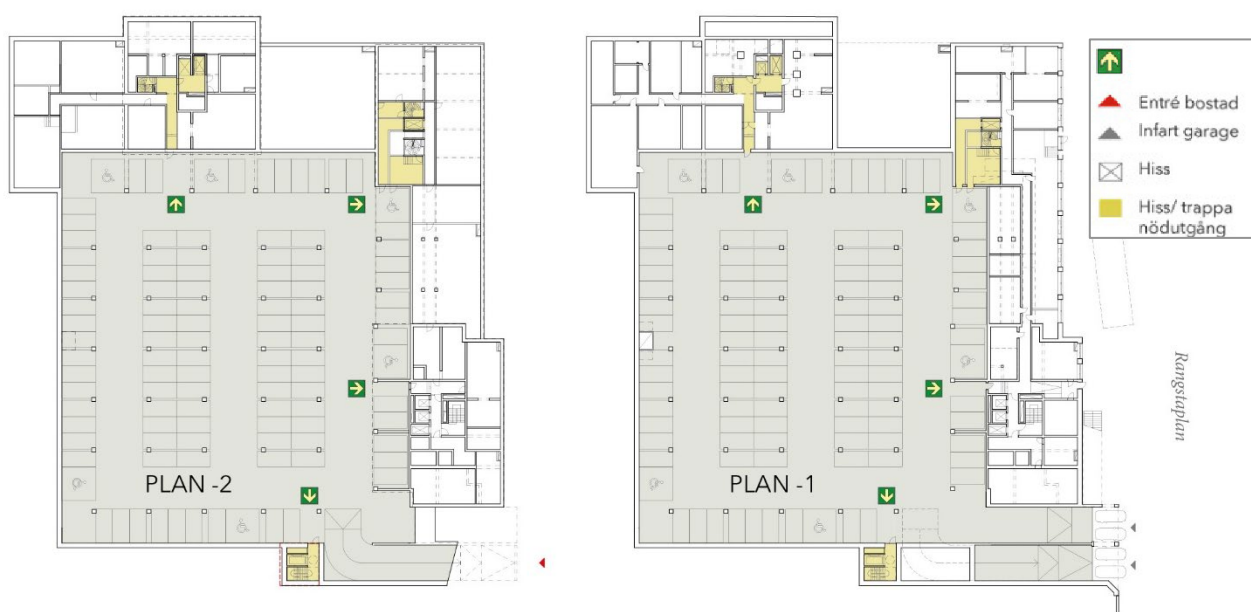 PLAN -2
PLAN -1
Entré bostad
Infart garage
Hiss
Hiss/ trappa
nödutgång
Rangstaplan